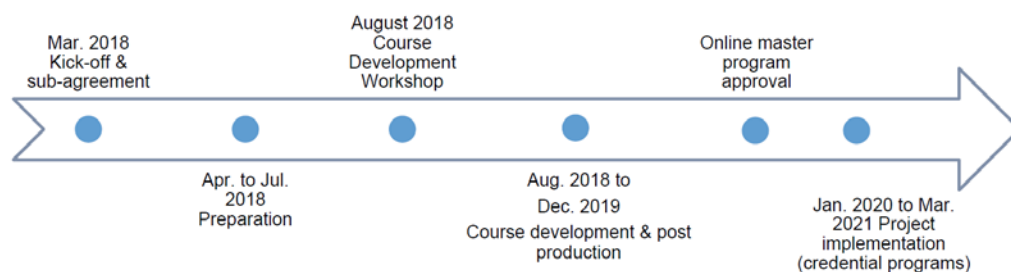 Mar. 2018
Kick-off &
sub-agreement
Apr. to Jul.
2018
Preparation
August 2018
Course
Development
Workshop
Aug. 2018 to
Dec. 2019
Course development & post
production
Online master
program
approval
Jan. 2020 to Mar.
2021 Project
implementation
(credential programs)